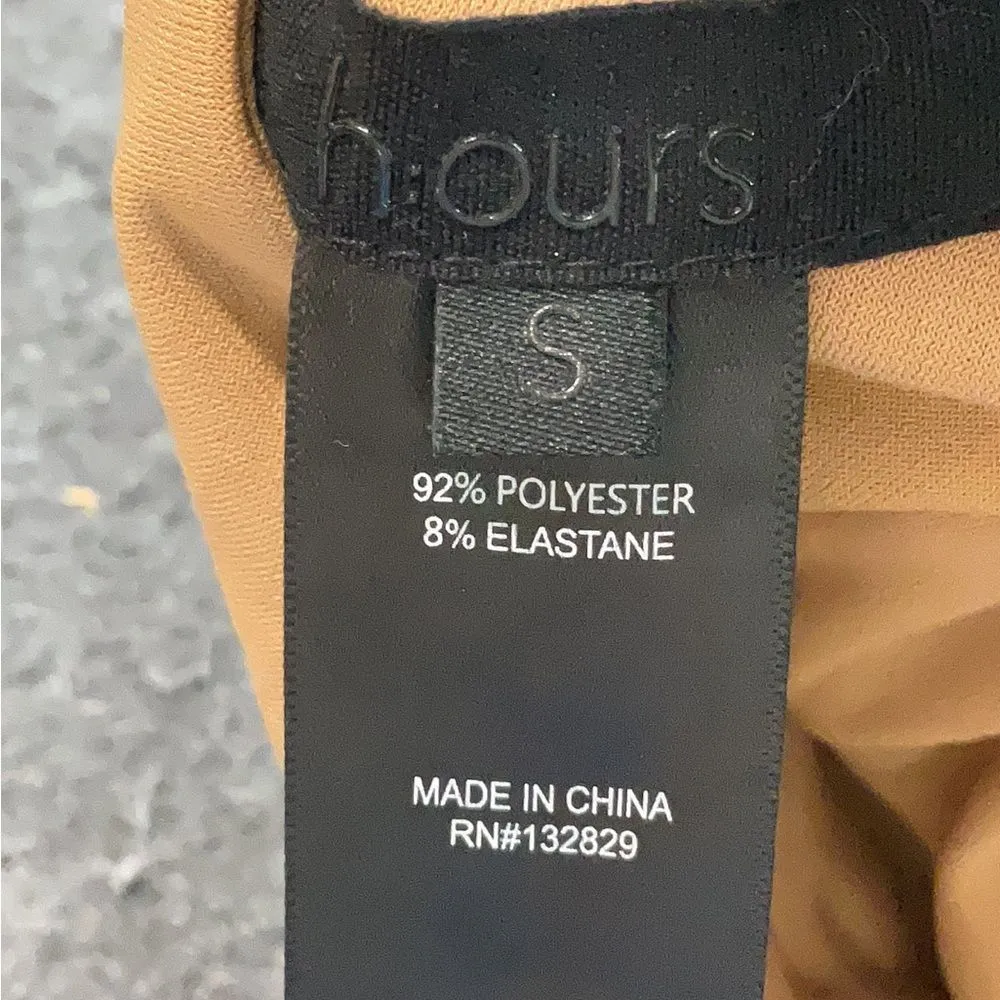 h:ours
S
92% POLYESTER
8% ELASTANE
MADE IN CHINA
RN#132829